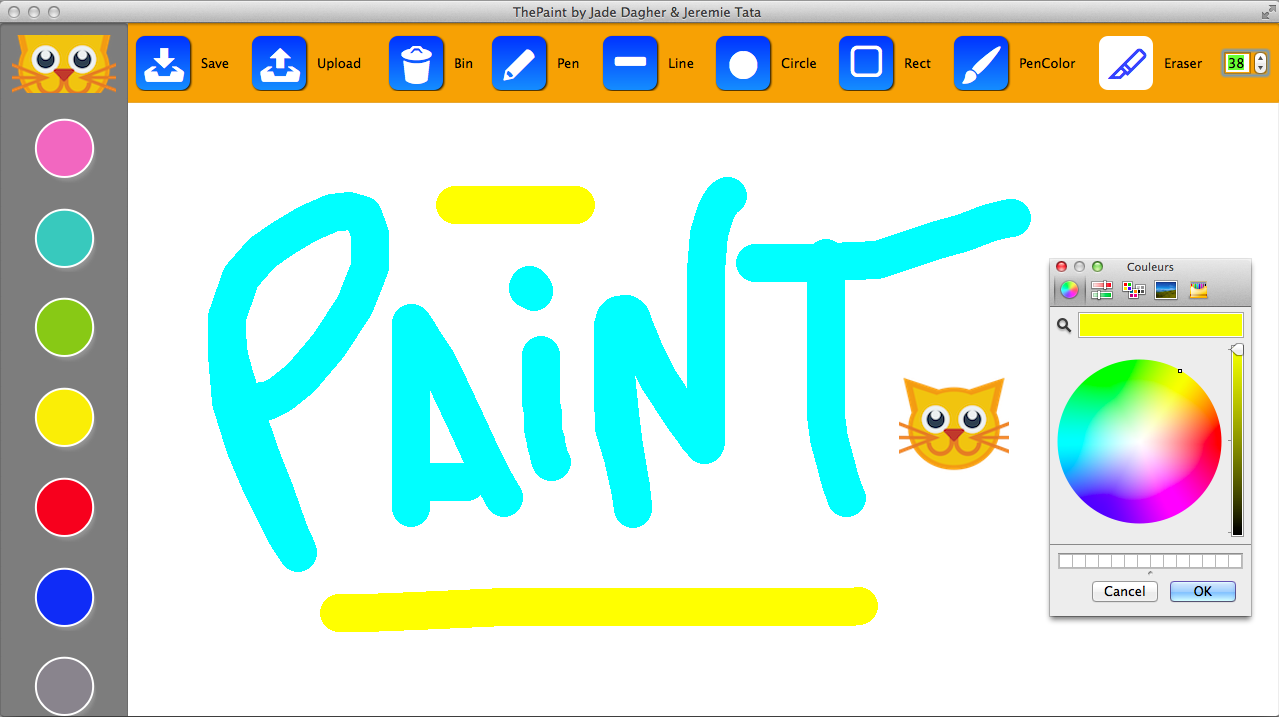 ThePaint by Jade Dagher & Jeremie Tata
Save Upload Bin Pen Line Circle Rect PenColor Eraser 38
PAiNT
Couleurs
Cancel OK